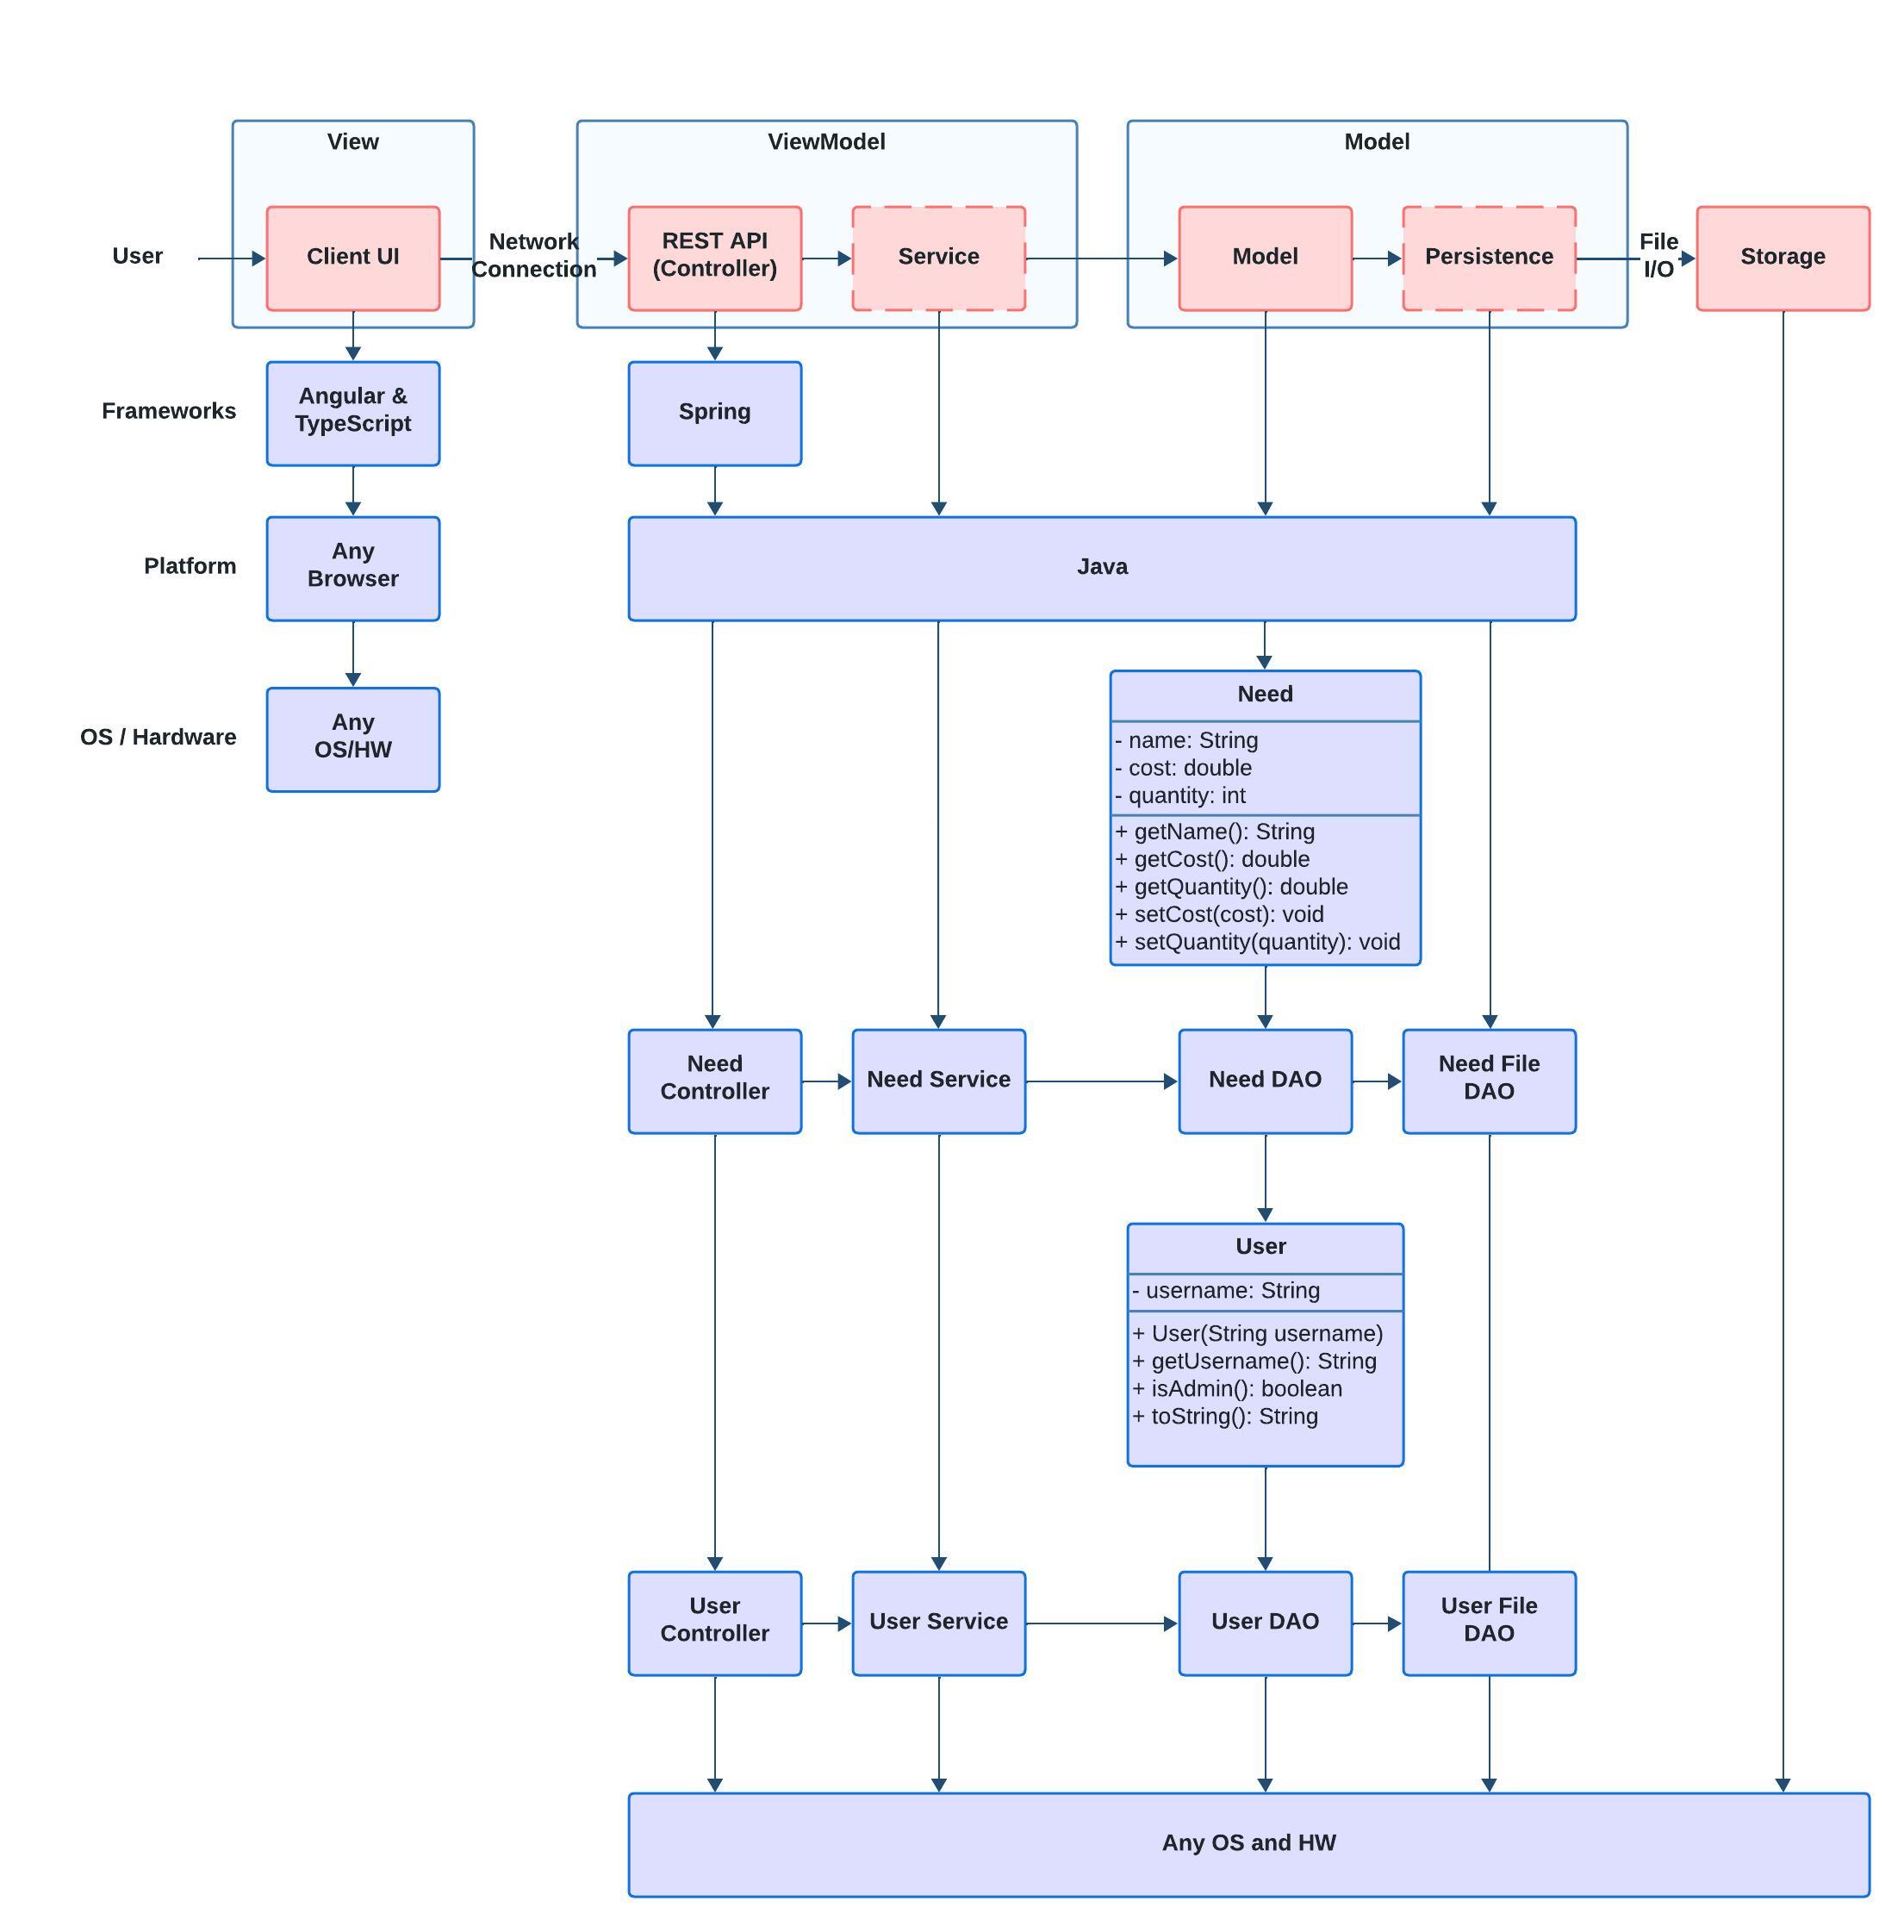 View
ViewModel
Model
User
Client UI
Network
Connection
REST API
(Controller)
Service
Model
Persistence
File
I/O
Storage
Frameworks
Angular &
TypeScript
Spring
Platform
Any
Browser
Java
OS / Hardware
Any
OS/HW
Need
- name: String
- cost: double
- quantity: int
+ getName(): String
+ getCost(): double
+ getQuantity(): double
+ setCost(cost): void
+ setQuantity(quantity): void
Need
Controller
Need Service
Need DAO
Need File
DAO
User
- username: String
+ User(String username)
+ getUsername(): String
+ isAdmin(): boolean
+ toString(): String
User
Controller
User Service
User DAO
User File
DAO
Any OS and HW